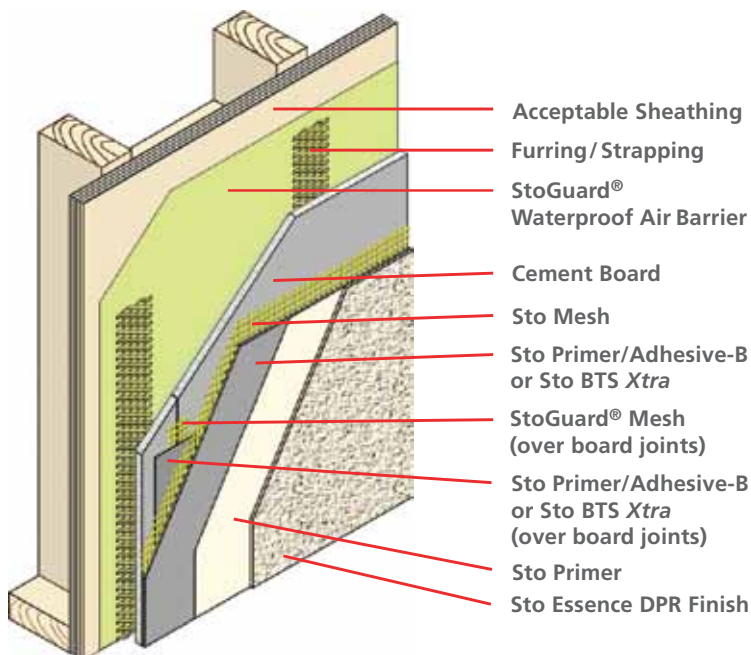 Acceptable Sheathing
Furring/Strapping
StoGuard®
Waterproof Air Barrier
Cement Board
Sto Mesh
Sto Primer/Adhesive-B
or Sto BTS Xtra
StoGuard® Mesh
(over board joints)
Sto Primer/Adhesive-B
or Sto BTS Xtra
(over board joints)
Sto Primer
Sto Essence DPR Finish